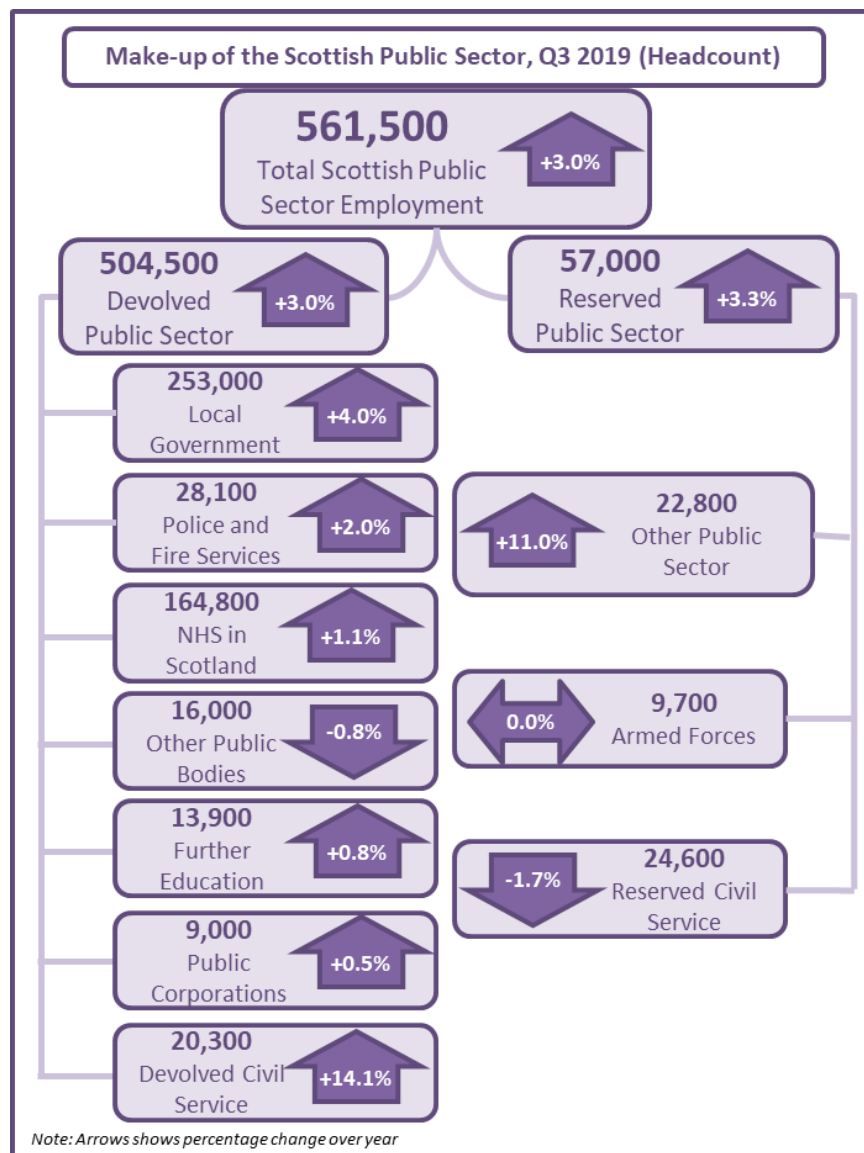 Make-up of the Scottish Public Sector, Q3 2019 (Headcount)
561,500
Total Scottish Public
Sector Employment
+3.0%
504,500
Devolved
Public Sector
+3.0%
57,000
Reserved
Public Sector
+3.3%
253,000
Local
Government
+4.0%
28,100
Police and
Fire Services
+2.0%
164,800
NHS in
Scotland
+1.1%
16,000
Other Public
Bodies
-0.8%
13,900
Further
Education
+0.8%
9,000
Public
Corporations
+0.5%
20,300
Devolved Civil
Service
+14.1%
+11.0%
22,800
Other Public
Sector
0.0%
9,700
Armed Forces
-1.7%
24,600
Reserved Civil
Service
Note: Arrows shows percentage change over year